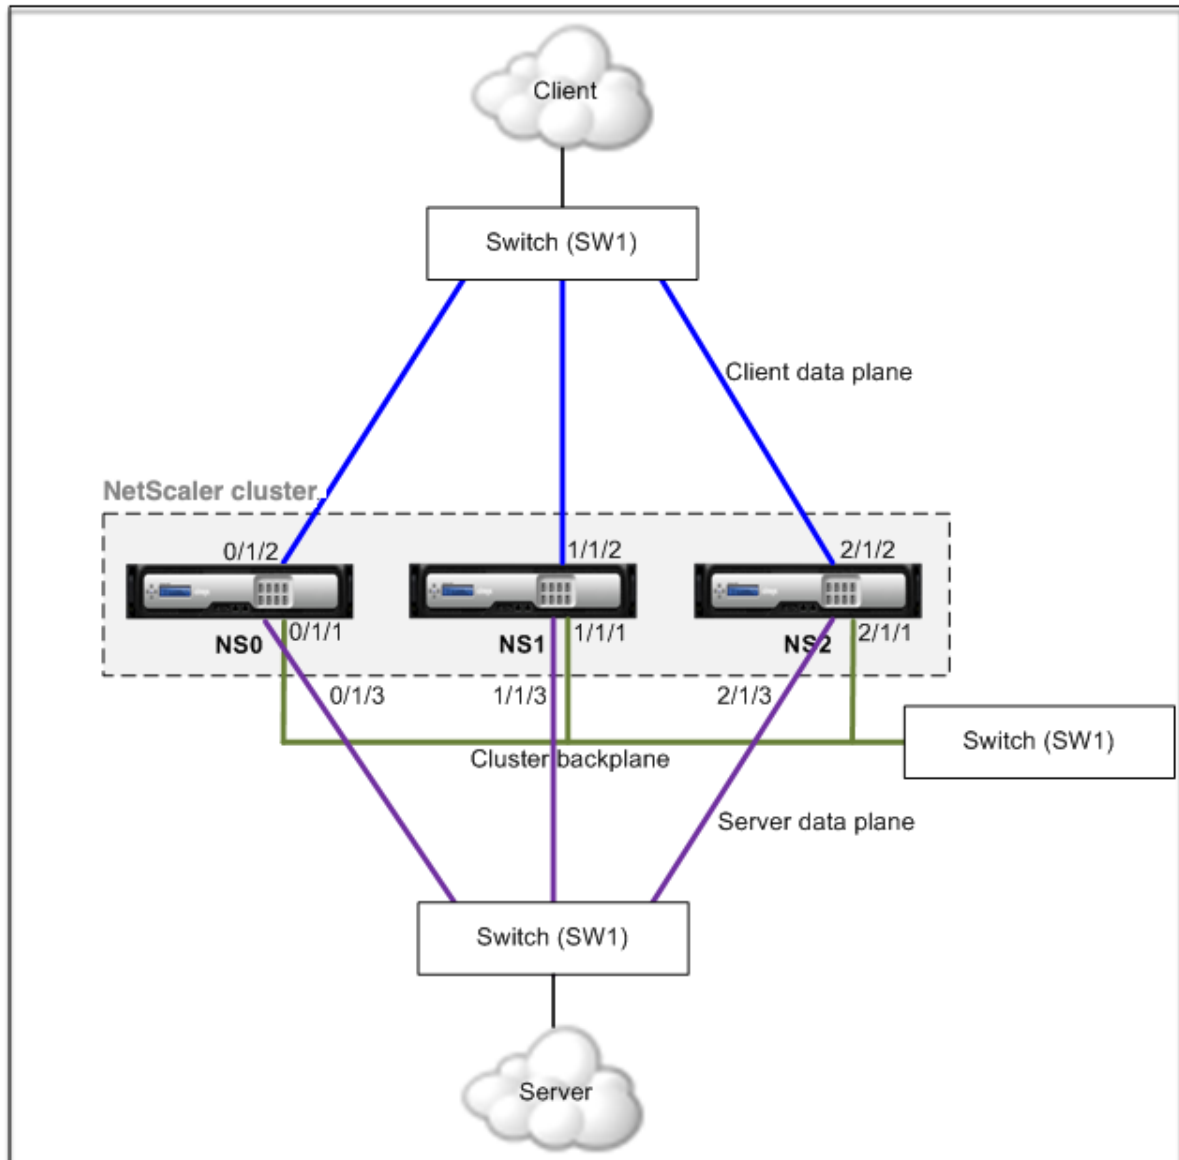 Client
Switch (SW1)
Client data plane
NetScaler cluster
0/1/2
1/1/2
2/1/2
0/1/1
1/1/1
2/1/1
NS0
NS1
NS2
0/1/3
1/1/3
2/1/3
Switch (SW1)
Cluster backplane
Server data plane
Switch (SW1)
Server